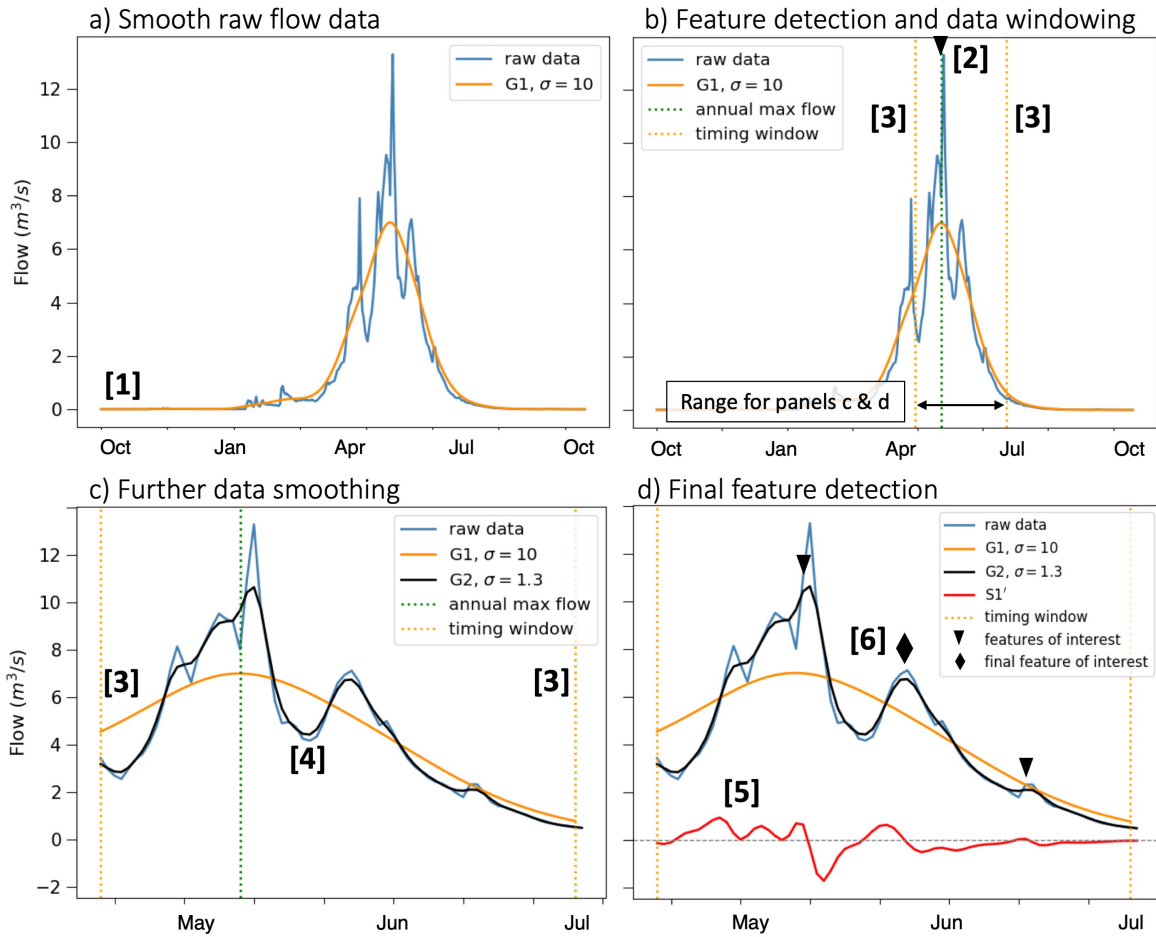 a) Smooth raw flow data
raw data
G1, σ = 10
12
10
8
6
4
2
0
Flow (m³/s)
[1]
Oct
Jan
Apr
Jul
Oct
b) Feature detection and data windowing
raw data
G1, σ = 10
annual max flow
timing window
[2]
[3]
[3]
Range for panels c & d
Oct
Jan
Apr
Jul
Oct
c) Further data smoothing
raw data
G1, σ = 10
G2, σ = 1.3
annual max flow
timing window
12
10
8
6
4
2
0
−2
Flow (m³/s)
[3]
[3]
[4]
May
Jun
Jul
d) Final feature detection
raw data
G1, σ = 10
G2, σ = 1.3
S1′
timing window
features of interest
final feature of interest
[6]
[5]
May
Jun
Jul